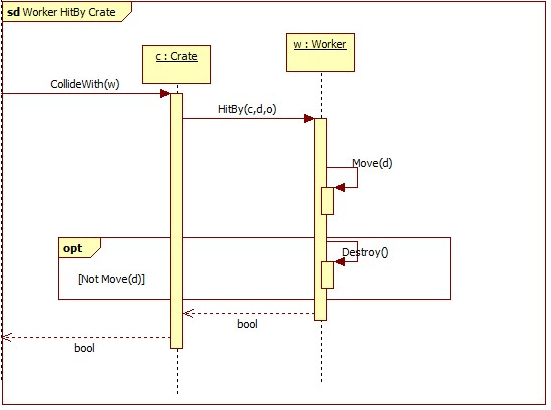 sd Worker HitBy Crate
w : Worker
c : Crate
CollideWith(w)
HitBy(c,d,o)
Move(d)
opt
Destroy()
[Not Move(d)]
bool
bool